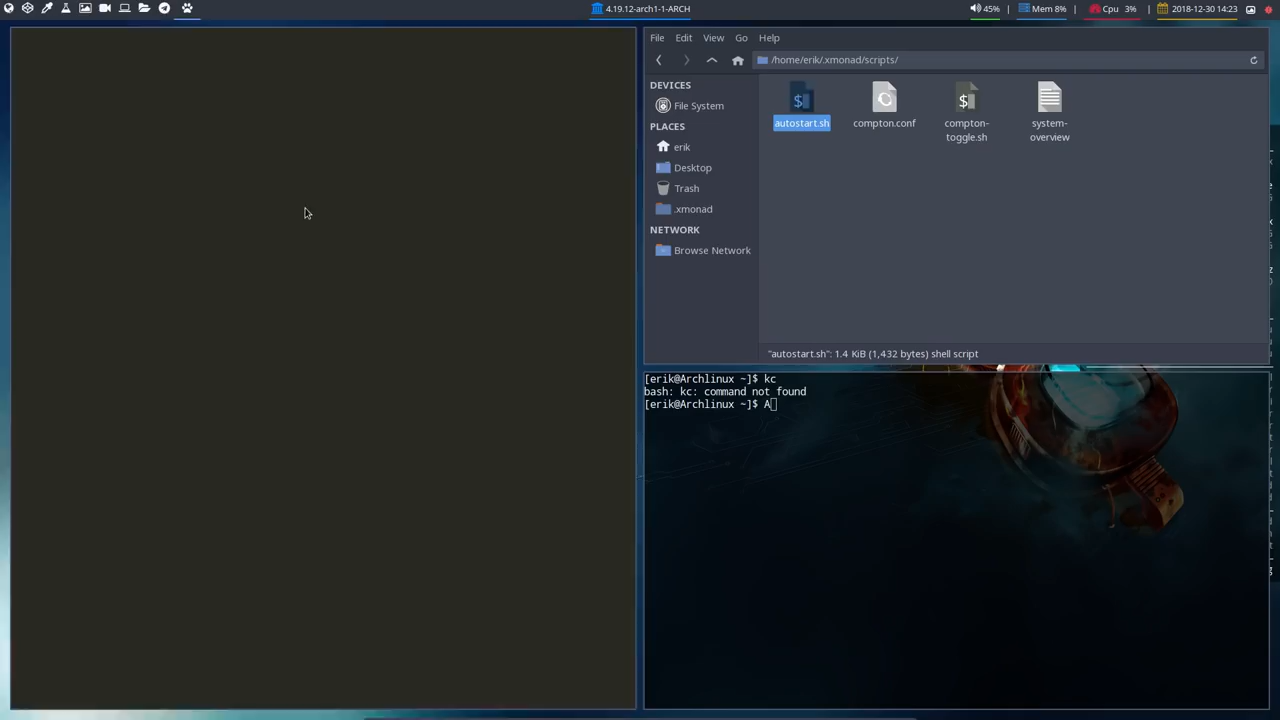 4.19.12-arch1-1-ARCH
45% | Mem 8% | Cpu 3% | 2018-12-30 14:23 |
File Edit View Go Help
/home/erik/.xmonad/scripts/
DEVICES
File System
PLACES
erik
Desktop
Trash
.xmonad
NETWORK
Browse Network
autostart.sh
compton.conf
compton-
toggle.sh
system-
overview
"autostart.sh": 1.4 KiB (1,432 bytes) shell script
[erik@Archlinux ~]$ kc
bash: kc: command not found
[erik@Archlinux ~]$ A